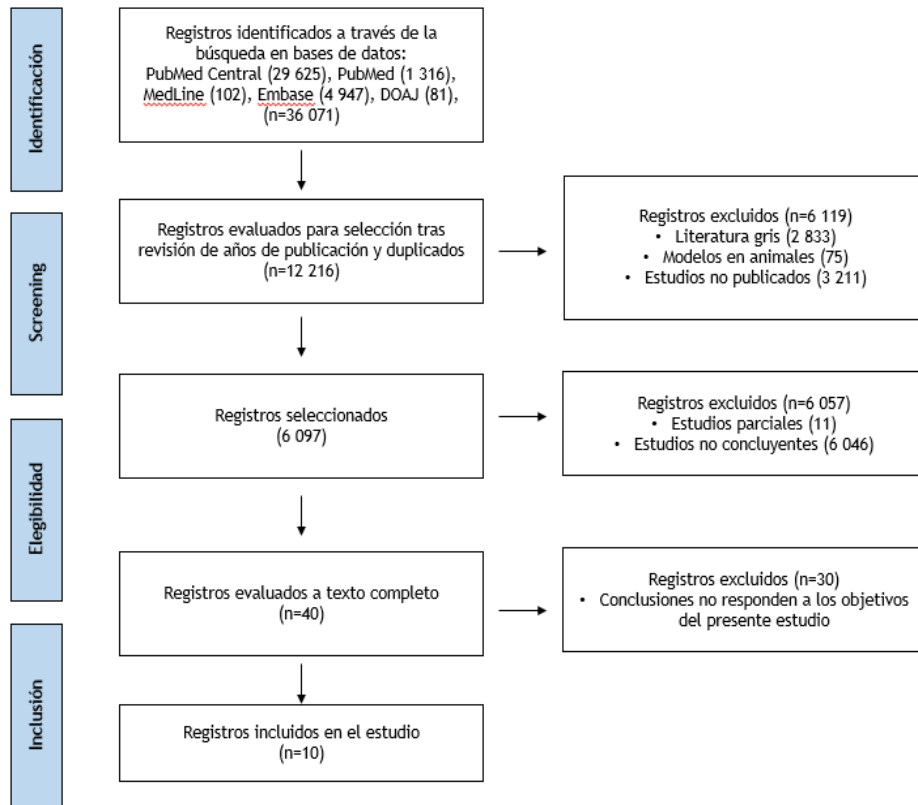 Identificación
Registros identificados a través de la
búsqueda en bases de datos:
PubMed Central (29 625), PubMed (1 316),
MedLine (102), Embase (4 947), DOAJ (81),
(n=36 071)
Screening
Registros evaluados para selección tras
revisión de años de publicación y duplicados
(n=12 216)
Registros excluidos (n=6 119)
• Literatura gris (2 833)
• Modelos en animales (75)
• Estudios no publicados (3 211)
Registros seleccionados
(6 097)
Registros excluidos (n=6 057)
• Estudios parciales (11)
• Estudios no concluyentes (6 046)
Elegibilidad
Registros evaluados a texto completo
(n=40)
Registros excluidos (n=30)
• Conclusiones no responden a los objetivos
del presente estudio
Inclusión
Registros incluidos en el estudio
(n=10)